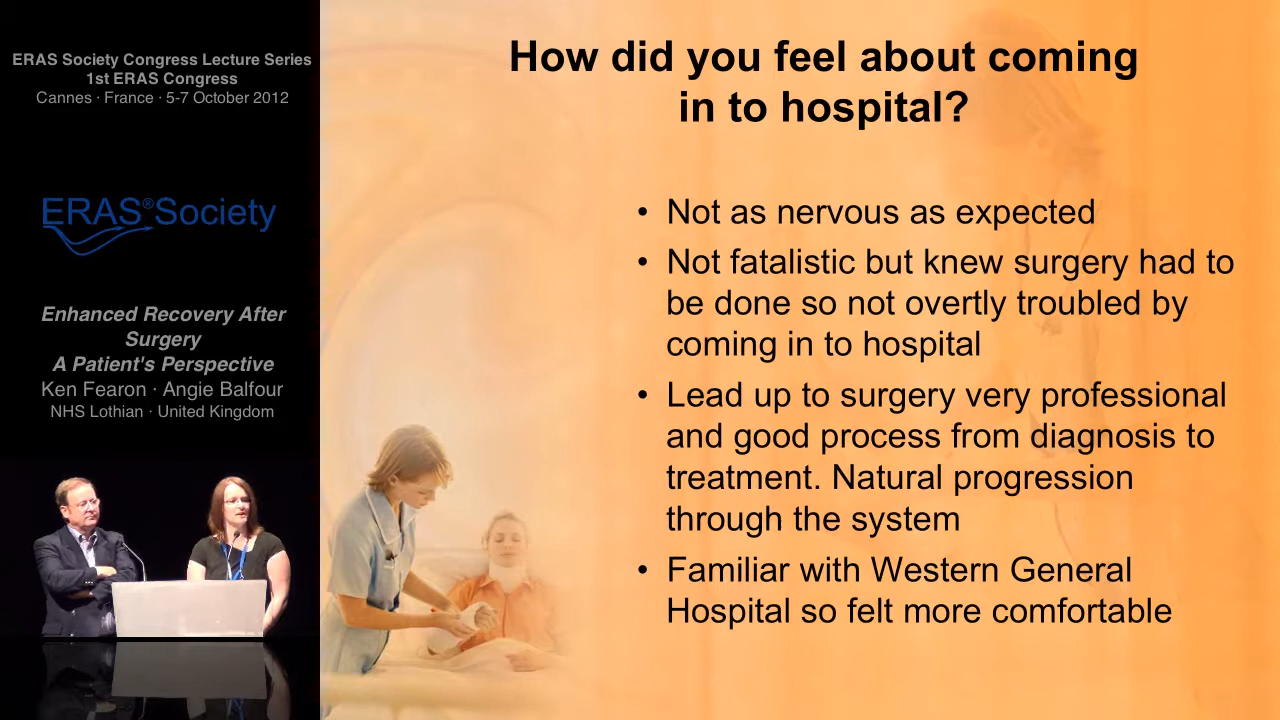 ERAS Society Congress Lecture Series
1st ERAS Congress
Cannes · France · 5-7 October 2012
ERAS®Society
Enhanced Recovery After
Surgery
A Patient's Perspective
Ken Fearon · Angie Balfour
NHS Lothian · United Kingdom
How did you feel about coming
in to hospital?
• Not as nervous as expected
• Not fatalistic but knew surgery had to
be done so not overtly troubled by
coming in to hospital
• Lead up to surgery very professional
and good process from diagnosis to
treatment. Natural progression
through the system
• Familiar with Western General
Hospital so felt more comfortable